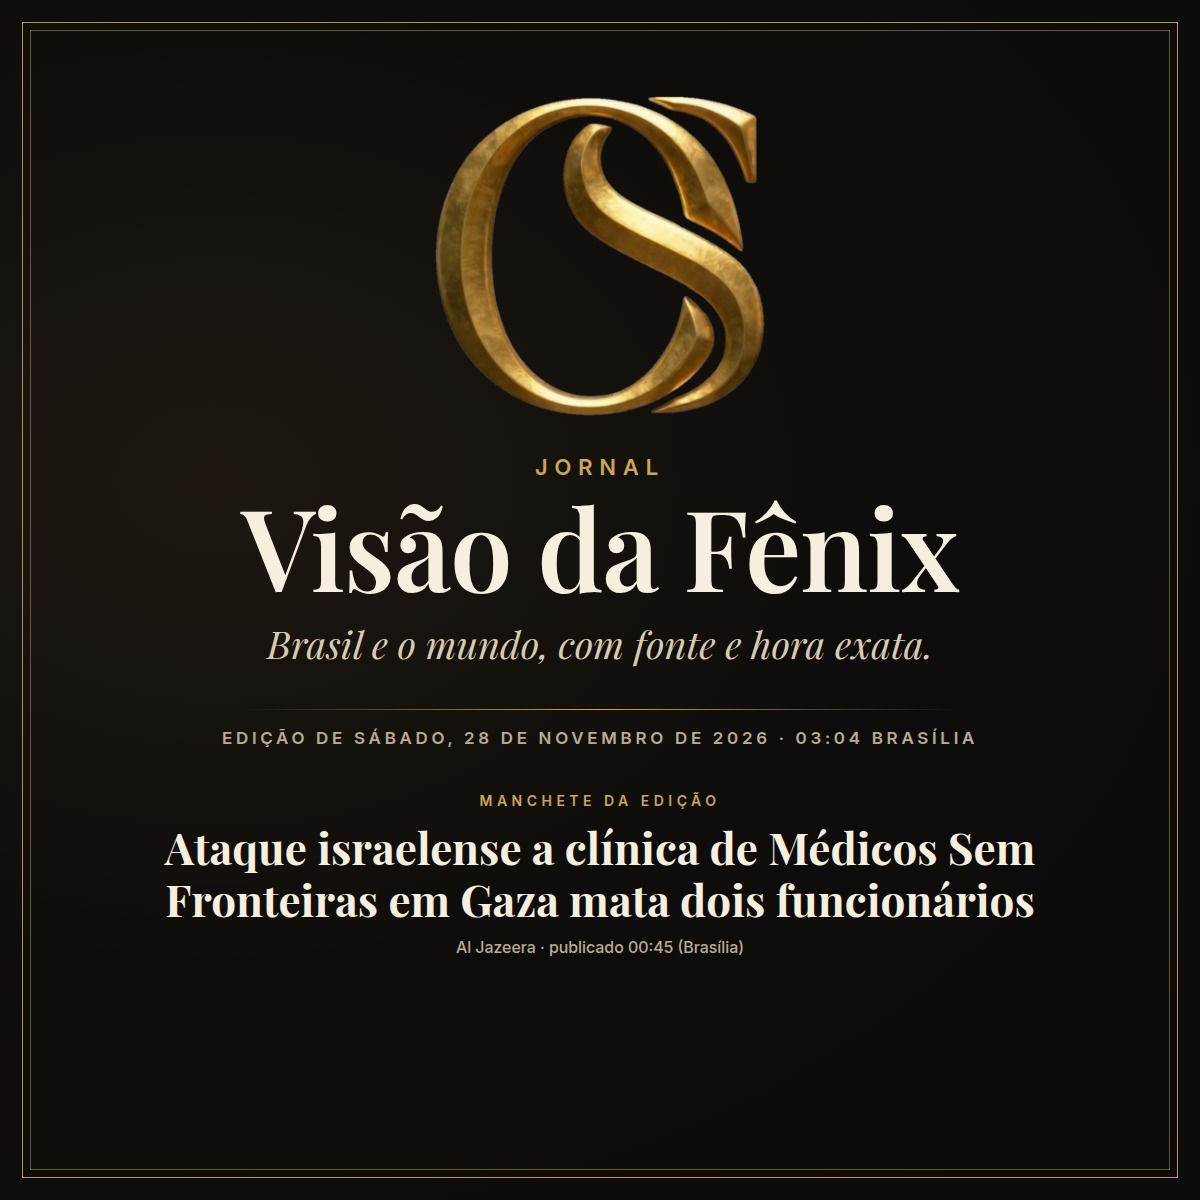 CS
JORNAL
Visão da Fênix
Brasil e o mundo, com fonte e hora exata.
EDIÇÃO DE SÁBADO, 28 DE NOVEMBRO DE 2026 · 03:04 BRASÍLIA
MANCHETE DA EDIÇÃO
Ataque israelense a clínica de Médicos Sem
Fronteiras em Gaza mata dois funcionários
Al Jazeera · publicado 00:45 (Brasília)